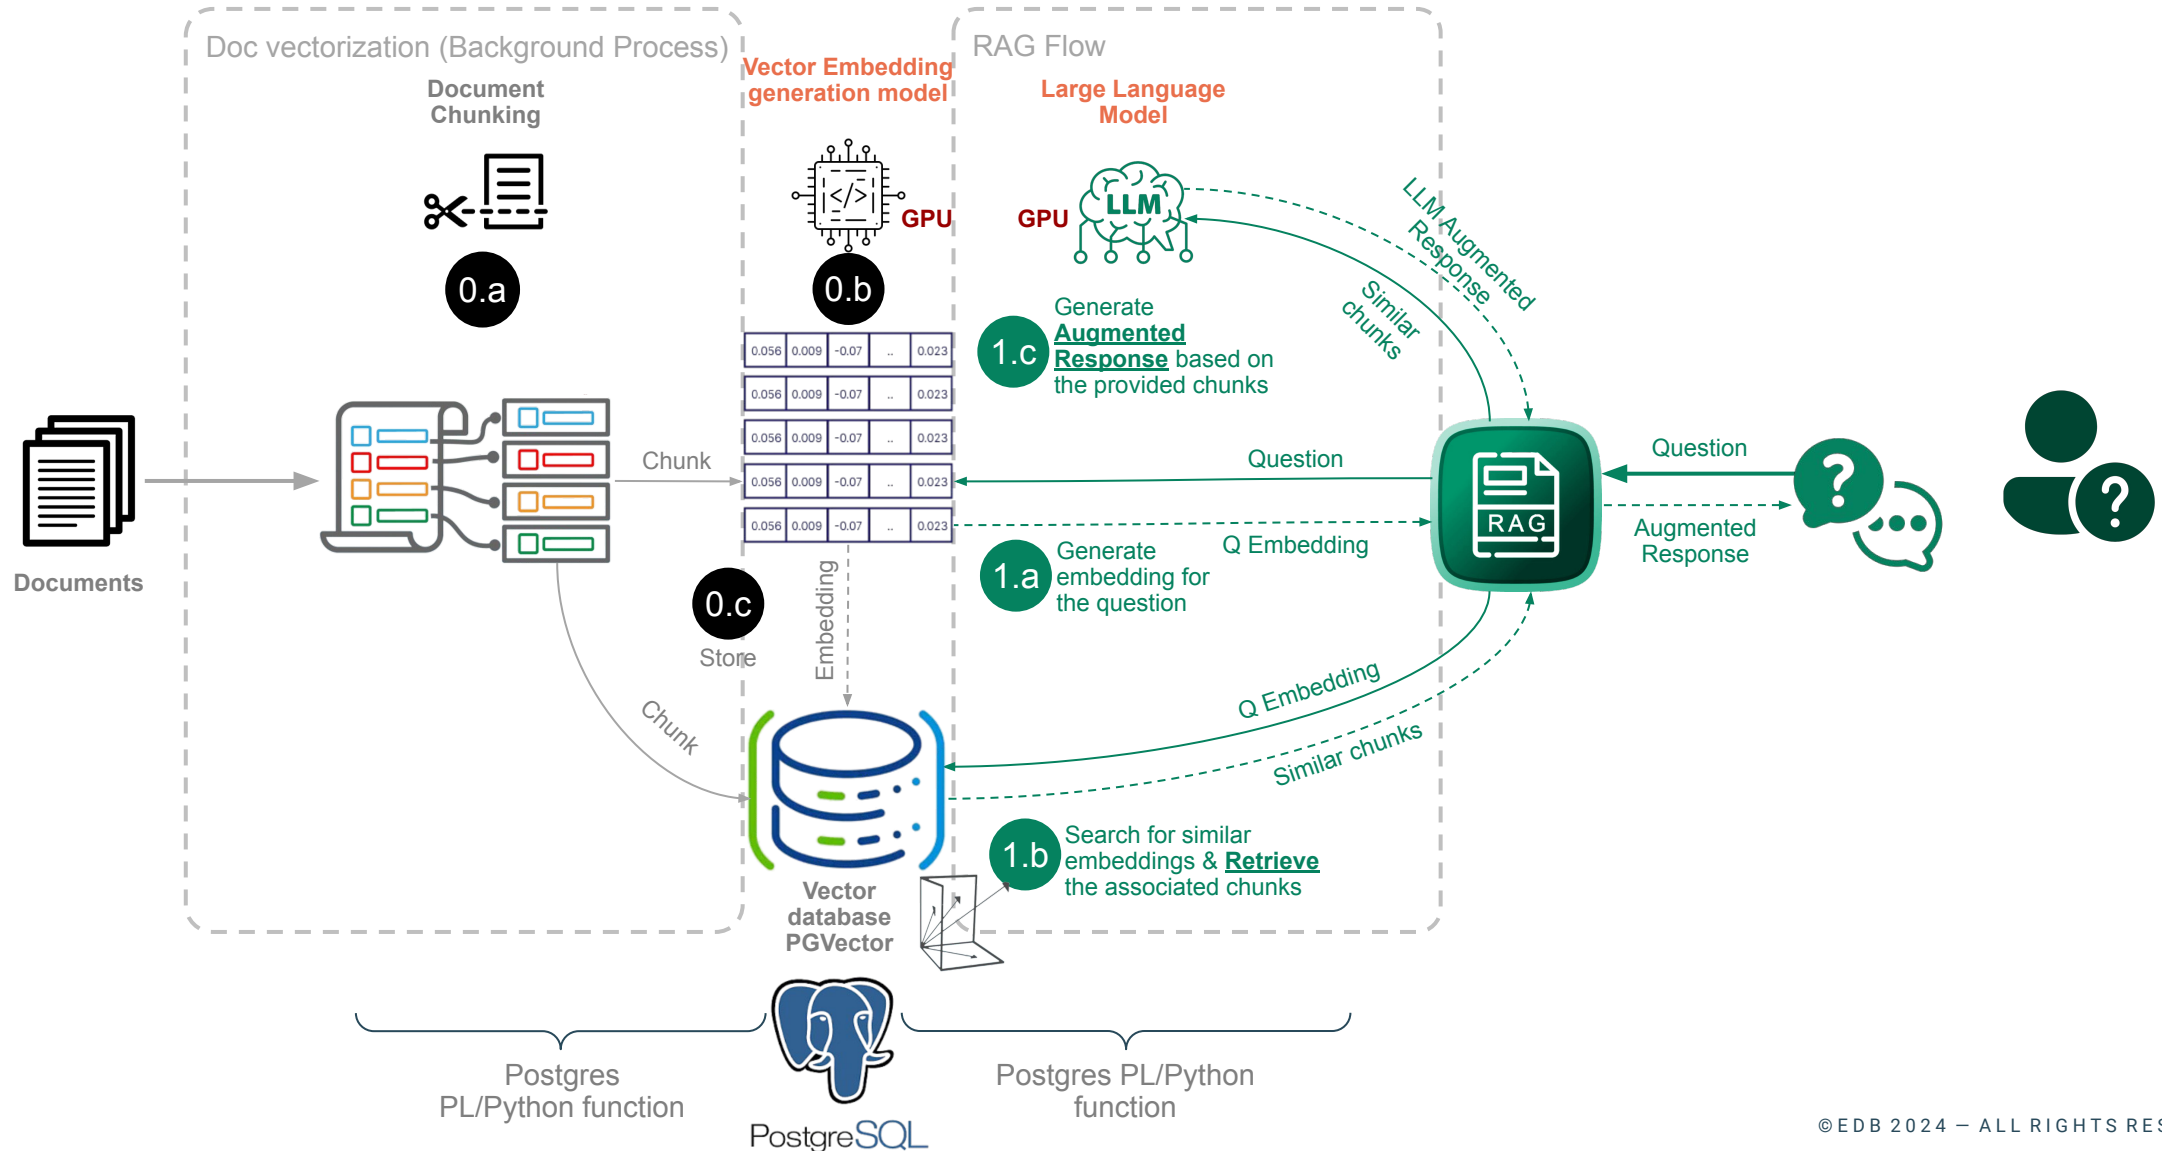 Doc vectorization (Background Process)
RAG Flow
Document
Chunking
Vector Embedding
generation model
Large Language
Model
</>
GPU
GPU
LLM
LLM Augmented
Response
Similar
chunks
0.a
0.b
1.c
Generate
Augmented
Response based on
the provided chunks
0.056 0.009 -0.07 .. 0.023
0.056 0.009 -0.07 .. 0.023
0.056 0.009 -0.07 .. 0.023
0.056 0.009 -0.07 .. 0.023
0.056 0.009 -0.07 .. 0.023
Documents
Chunk
Question
Q Embedding
RAG
Question
Augmented
Response
?
?
1.a
Generate
embedding for
the question
0.c
Store
Embedding
Chunk
Q Embedding
Similar chunks
1.b
Search for similar
embeddings & Retrieve
the associated chunks
Vector
database
PGVector
Postgres
PL/Python function
Postgres PL/Python
function
PostgreSQL
©EDB 2024 — ALL RIGHTS RES